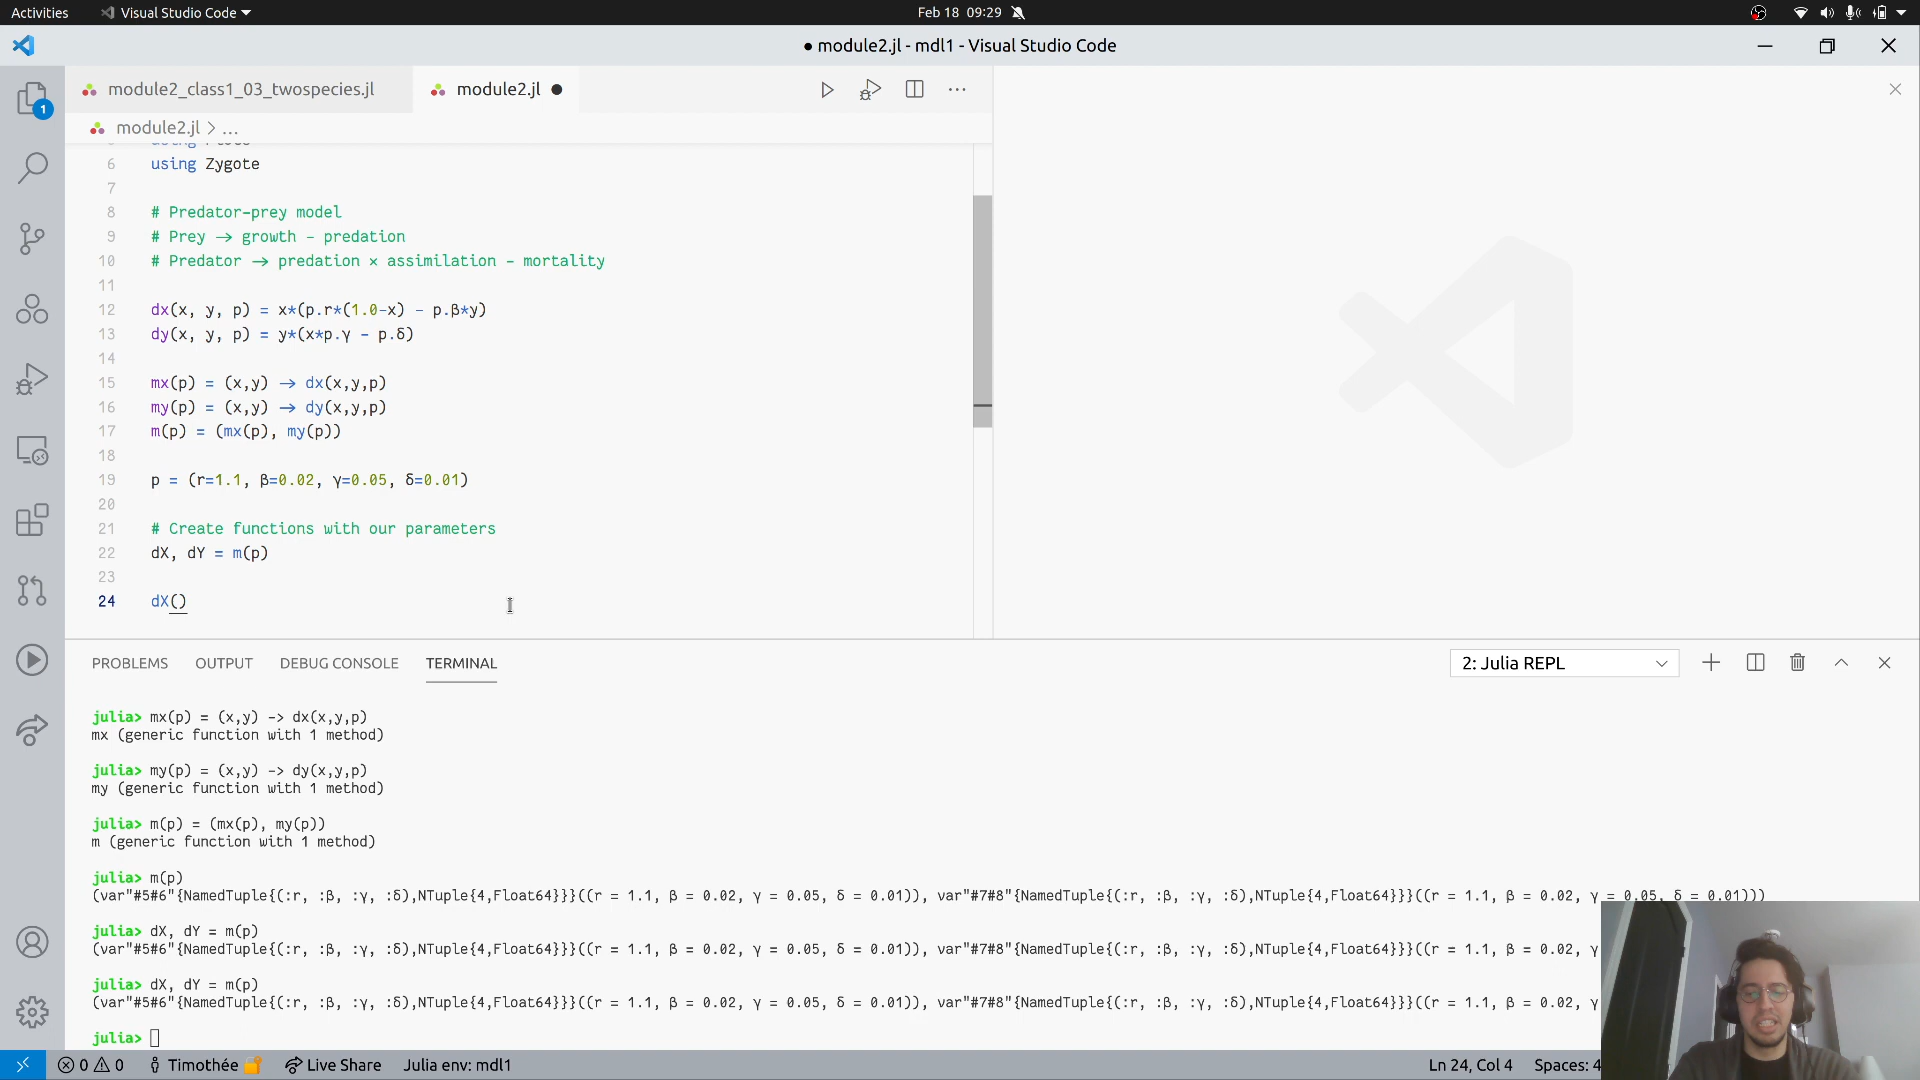 Activities
Visual Studio Code
Feb 18 09:29
● module2.jl - mdl1 - Visual Studio Code
1
module2_class1_03_twospecies.jl
module2.jl
module2.jl > ...
6 using Zygote
7
8 # Predator-prey model
9 # Prey → growth - predation
10 # Predator → predation × assimilation - mortality
11
12 dx(x, y, p) = x*(p.r*(1.0-x) - p.β*y)
13 dy(x, y, p) = y*(x*p.γ - p.δ)
14
15 mx(p) = (x,y) → dx(x,y,p)
16 my(p) = (x,y) → dy(x,y,p)
17 m(p) = (mx(p), my(p))
18
19 p = (r=1.1, β=0.02, γ=0.05, δ=0.01)
20
21 # Create functions with our parameters
22 dX, dY = m(p)
23
24 dX()
PROBLEMS OUTPUT DEBUG CONSOLE TERMINAL
2: Julia REPL
julia> mx(p) = (x,y) -> dx(x,y,p)
mx (generic function with 1 method)
julia> my(p) = (x,y) -> dy(x,y,p)
my (generic function with 1 method)
julia> m(p) = (mx(p), my(p))
m (generic function with 1 method)
julia> m(p)
(var"#5#6"{NamedTuple{(:r, :β, :γ, :δ),NTuple{4,Float64}}}((r = 1.1, β = 0.02, γ = 0.05, δ = 0.01)), var"#7#8"{NamedTuple{(:r, :β, :γ, :δ),NTuple{4,Float64}}}((r = 1.1, β = 0.02, γ = 0.05, δ = 0.01)))
julia> dX, dY = m(p)
(var"#5#6"{NamedTuple{(:r, :β, :γ, :δ),NTuple{4,Float64}}}((r = 1.1, β = 0.02, γ = 0.05, δ = 0.01)), var"#7#8"{NamedTuple{(:r, :β, :γ, :δ),NTuple{4,Float64}}}((r = 1.1, β = 0.02, γ
julia> dX, dY = m(p)
(var"#5#6"{NamedTuple{(:r, :β, :γ, :δ),NTuple{4,Float64}}}((r = 1.1, β = 0.02, γ = 0.05, δ = 0.01)), var"#7#8"{NamedTuple{(:r, :β, :γ, :δ),NTuple{4,Float64}}}((r = 1.1, β = 0.02, γ
julia>
0 0 Timothée Live Share Julia env: mdl1 Ln 24, Col 4 Spaces: 4